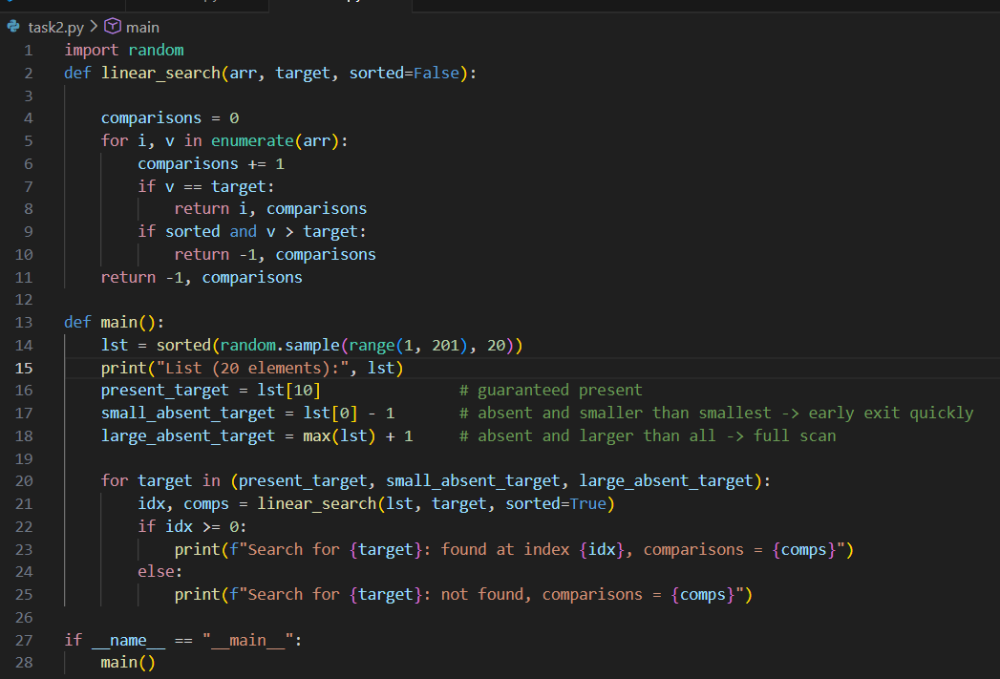 task2.py > main
1 import random
2 def linear_search(arr, target, sorted=False):
3
4     comparisons = 0
5     for i, v in enumerate(arr):
6         comparisons += 1
7         if v == target:
8             return i, comparisons
9         if sorted and v > target:
10             return -1, comparisons
11     return -1, comparisons
12
13 def main():
14     lst = sorted(random.sample(range(1, 201), 20))
15     print("List (20 elements):", lst)
16     present_target = lst[10]               # guaranteed present
17     small_absent_target = lst[0] - 1       # absent and smaller than smallest -> early exit quickly
18     large_absent_target = max(lst) + 1     # absent and larger than all -> full scan
19
20     for target in (present_target, small_absent_target, large_absent_target):
21         idx, comps = linear_search(lst, target, sorted=True)
22         if idx >= 0:
23             print(f"Search for {target}: found at index {idx}, comparisons = {comps}")
24         else:
25             print(f"Search for {target}: not found, comparisons = {comps}")
26
27 if __name__ == "__main__":
28     main()